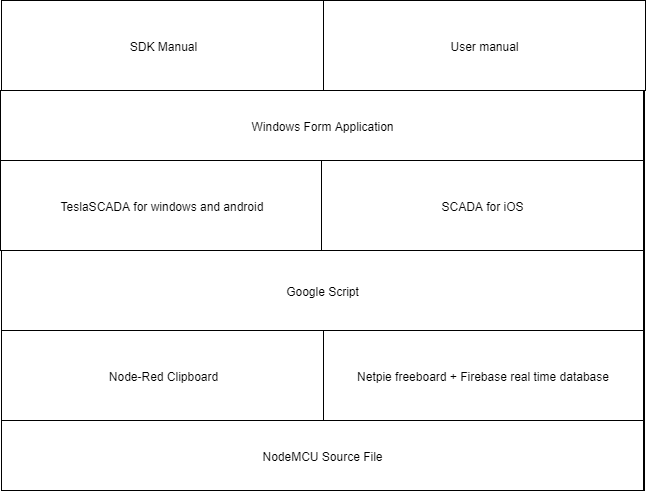 SDK Manual
User manual
Windows Form Application
TeslaSCADA for windows and android
SCADA for iOS
Google Script
Node-Red Clipboard
Netpie freeboard + Firebase real time database
NodeMCU Source File